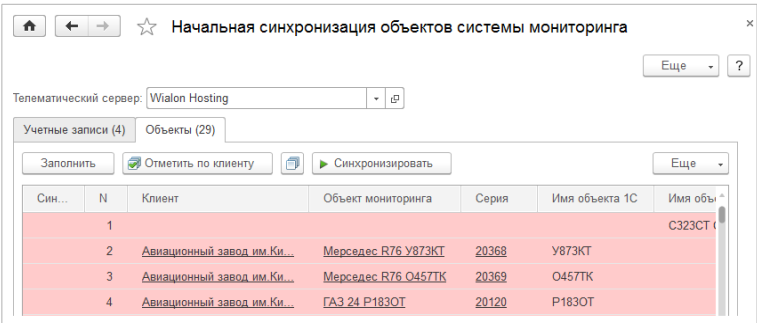 Начальная синхронизация объектов системы мониторинга
Еще ?
Телематический сервер: Wialon Hosting
Учетные записи (4) Объекты (29)
Заполнить Отметить по клиенту Синхронизировать Еще
Син... N Клиент Объект мониторинга Серия Имя объекта 1С Имя объе
1 С323СТ
2 Авиационный завод им.Ки... Мерседес R76 У873КТ 20368 У873КТ
3 Авиационный завод им.Ки... Мерседес R76 О457ТК 20369 О457ТК
4 Авиационный завод им.Ки... ГАЗ 24 Р183ОТ 20120 Р183ОТ